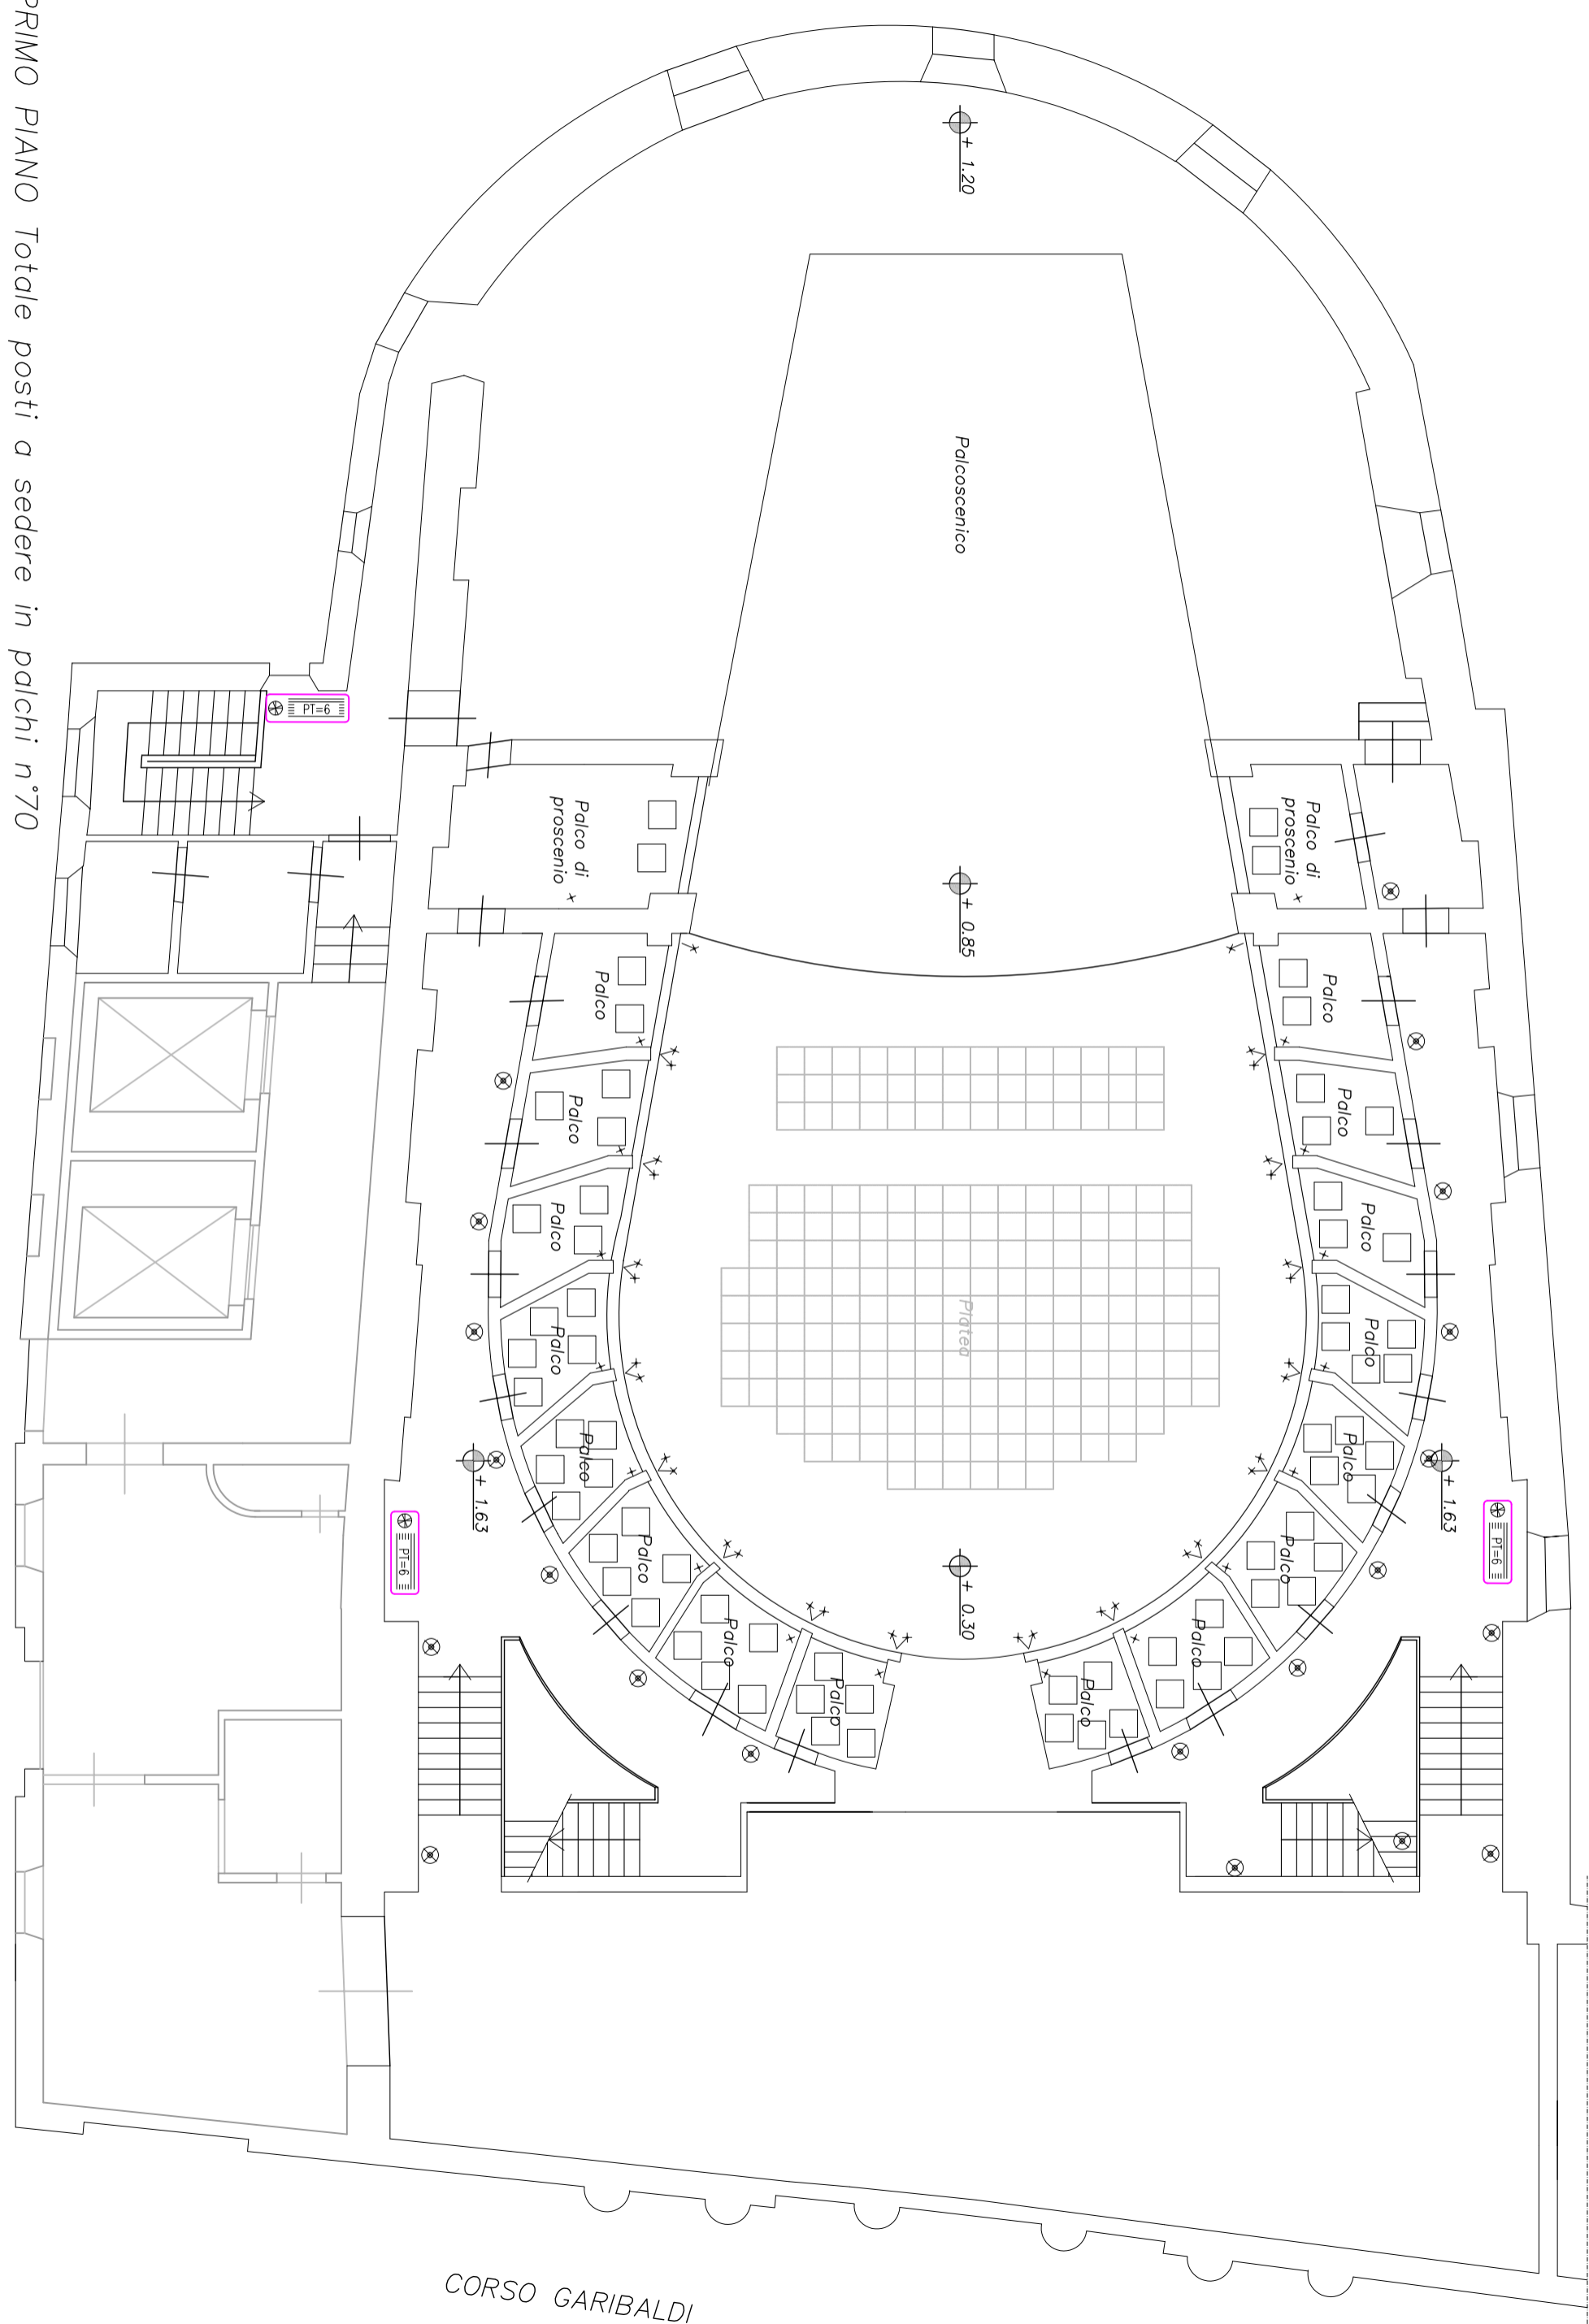 PRIMO PIANO Totale posti a sedere in palchi n°70
+ 1.20
Palcoscenico
PT=6
Palco di
proscenio
Palco di
proscenio
+ 0.85
Palco
Palco
Palco
Palco
Palco
Palco
Platea
Palco
Palco
Palco
Palco
+ 1.63
+ 1.63
PT=6
PT=6
Palco
Palco
+ 0.30
Palco
Palco
Palco
Palco
CORSO GARIBALDI